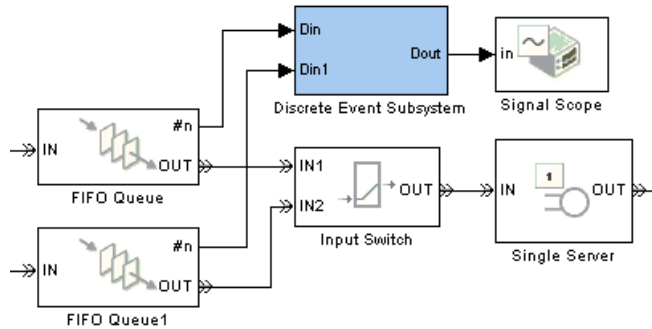 Din
Dout
Din1
Discrete Event Subsystem
in
Signal Scope
#n
IN
OUT
FIFO Queue
IN1
IN2
OUT
Input Switch
IN
1
OUT
Single Server
#n
IN
OUT
FIFO Queue1